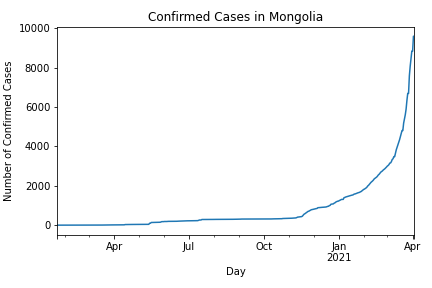 Confirmed Cases in Mongolia
Number of Confirmed Cases
10000
8000
6000
4000
2000
0
Apr Jul Oct Jan Apr
2021
Day